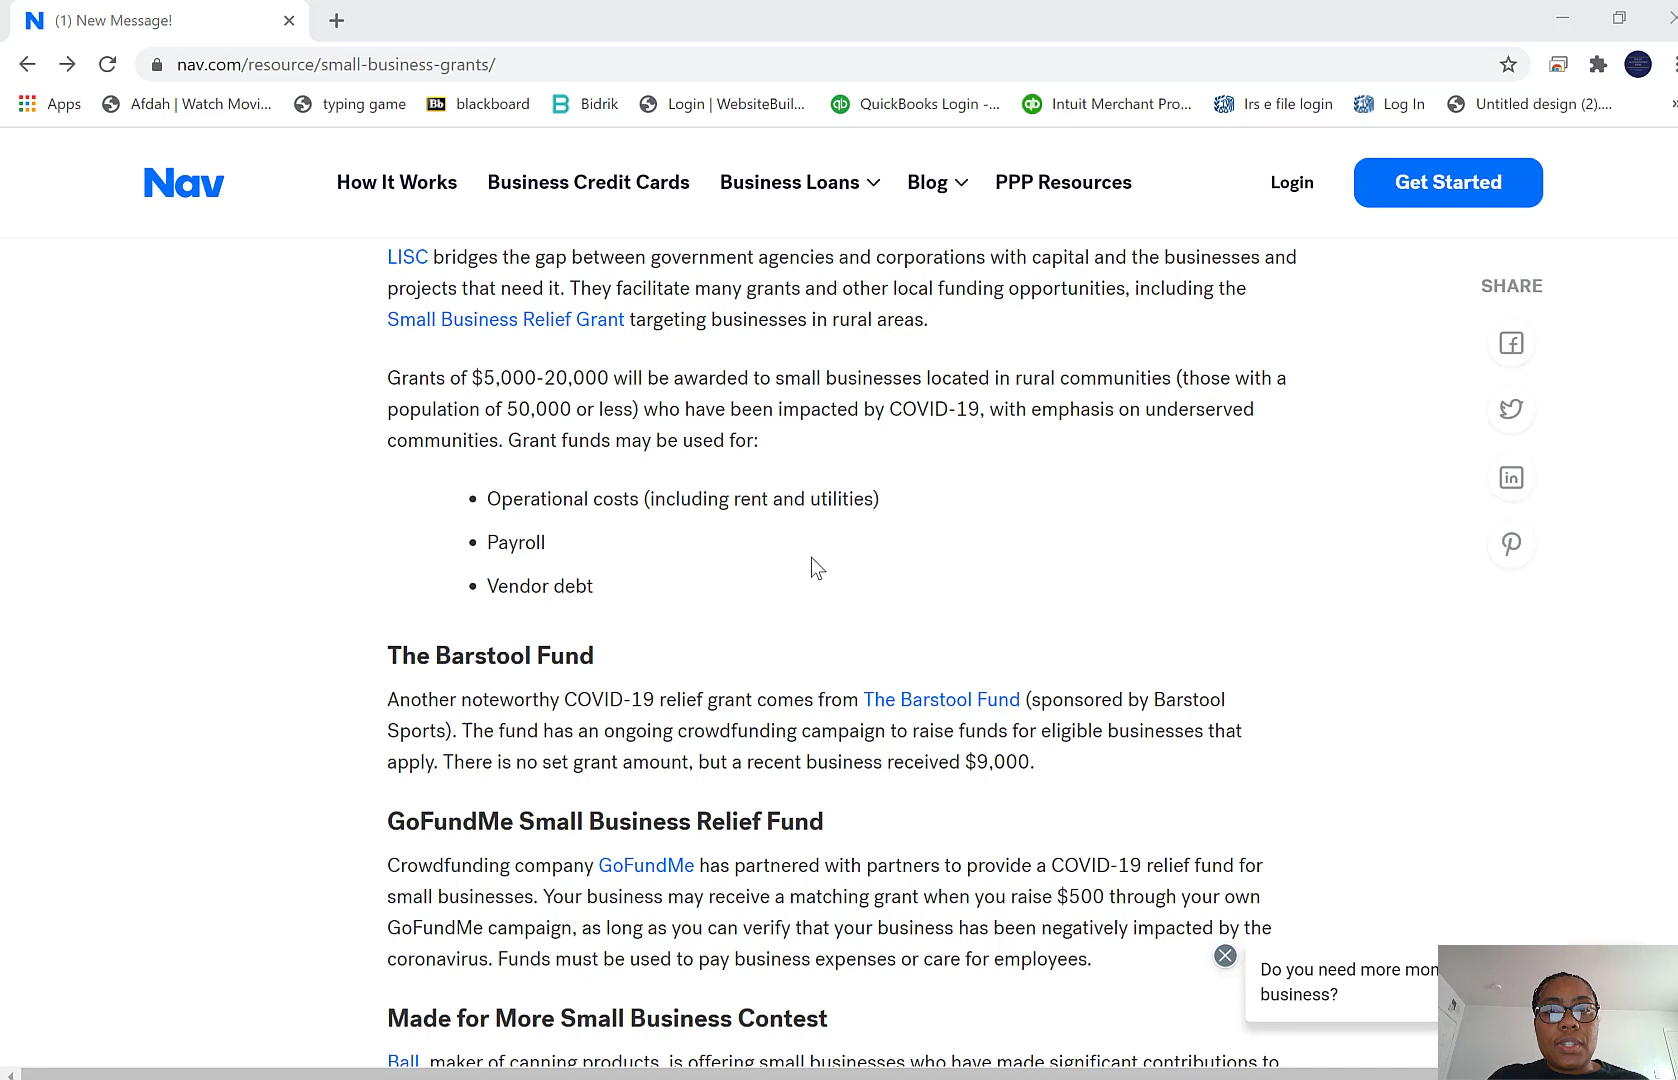 (1) New Message!
nav.com/resource/small-business-grants/
Apps
Afdah | Watch Movi...
typing game
Bb
blackboard
Bidrik
Login | WebsiteBuil...
qb
QuickBooks Login -...
qb
Intuit Merchant Pro...
Irs e file login
Log In
Untitled design (2)....
Nav
How It Works
Business Credit Cards
Business Loans
Blog
PPP Resources
Login
Get Started
LISC bridges the gap between government agencies and corporations with capital and the businesses and
projects that need it. They facilitate many grants and other local funding opportunities, including the
Small Business Relief Grant targeting businesses in rural areas.
SHARE
Grants of $5,000-20,000 will be awarded to small businesses located in rural communities (those with a
population of 50,000 or less) who have been impacted by COVID-19, with emphasis on underserved
communities. Grant funds may be used for:
• Operational costs (including rent and utilities)
• Payroll
• Vendor debt
The Barstool Fund
Another noteworthy COVID-19 relief grant comes from The Barstool Fund (sponsored by Barstool
Sports). The fund has an ongoing crowdfunding campaign to raise funds for eligible businesses that
apply. There is no set grant amount, but a recent business received $9,000.
GoFundMe Small Business Relief Fund
Crowdfunding company GoFundMe has partnered with partners to provide a COVID-19 relief fund for
small businesses. Your business may receive a matching grant when you raise $500 through your own
GoFundMe campaign, as long as you can verify that your business has been negatively impacted by the
coronavirus. Funds must be used to pay business expenses or care for employees.
Do you need more mon
business?
Made for More Small Business Contest
Ball, maker of canning products, is offering small businesses who have made significant contributions to